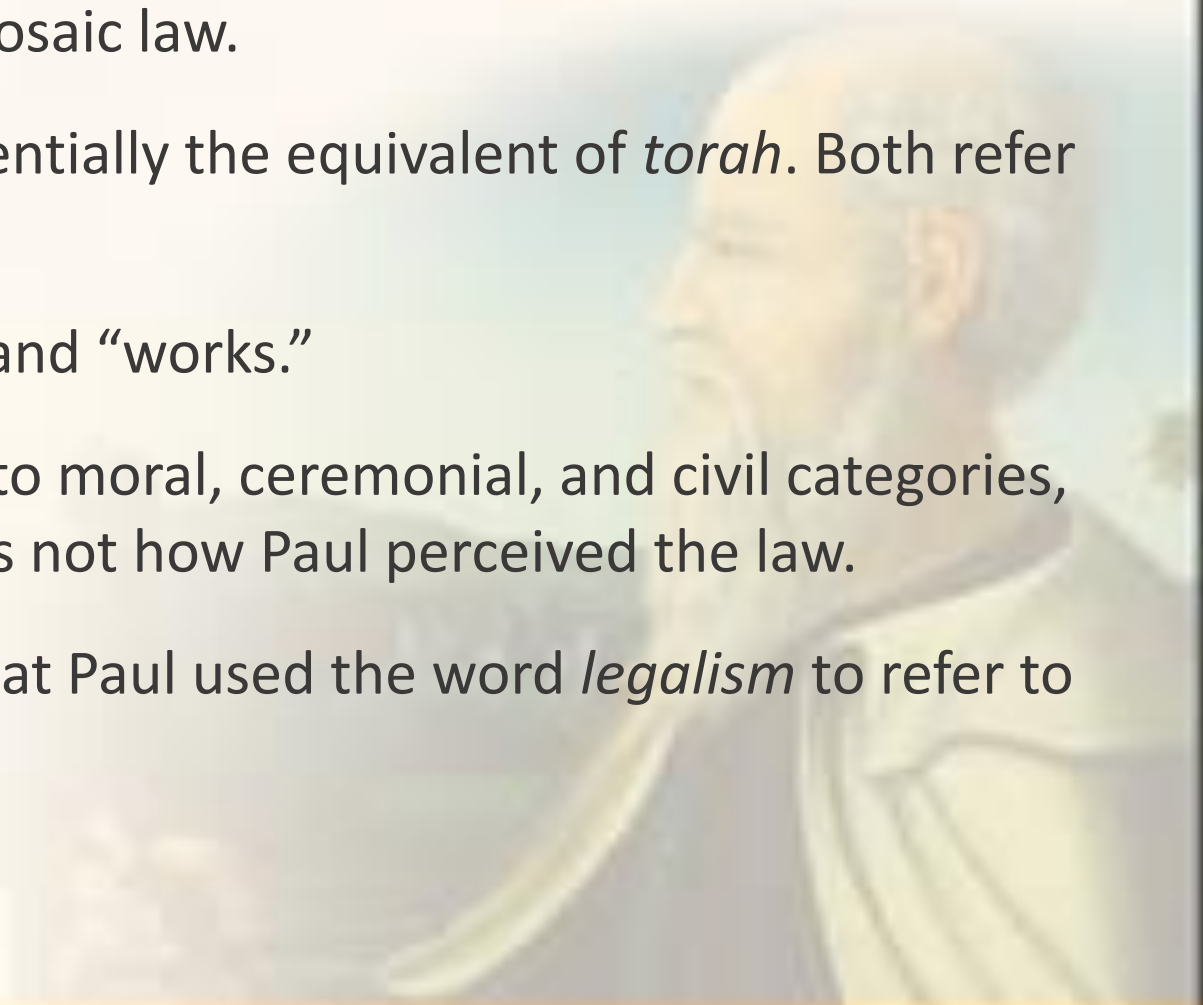 osaic law.
entially the equivalent of torah. Both refer
and “works.”
to moral, ceremonial, and civil categories,
s not how Paul perceived the law.
at Paul used the word legalism to refer to